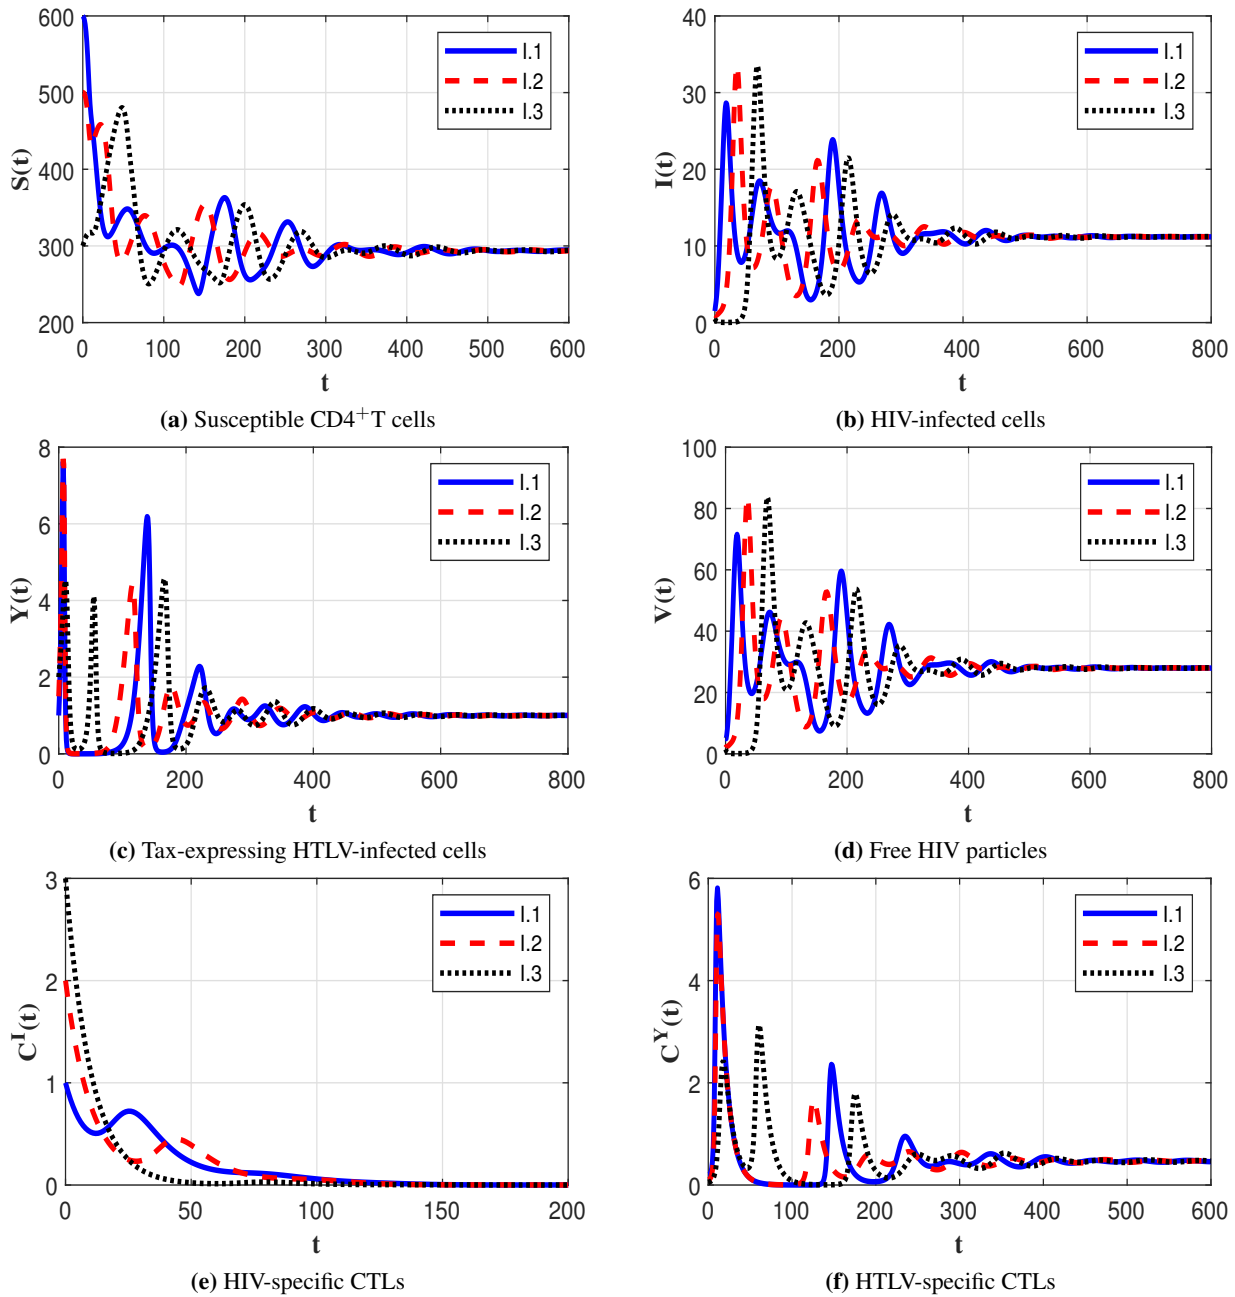 600
500
400
300
200
S(t)
0 100 200 300 400 500 600
t
I.1
I.2
I.3
(a) Susceptible CD4+T cells
40
30
20
10
0
I(t)
0 200 400 600 800
t
I.1
I.2
I.3
(b) HIV-infected cells
8
6
4
2
0
Y(t)
0 200 400 600 800
t
I.1
I.2
I.3
(c) Tax-expressing HTLV-infected cells
100
80
60
40
20
0
V(t)
0 200 400 600 800
t
I.1
I.2
I.3
(d) Free HIV particles
3
2
1
0
C^I(t)
0 50 100 150 200
t
I.1
I.2
I.3
(e) HIV-specific CTLs
6
4
2
0
C^Y(t)
0 100 200 300 400 500 600
t
I.1
I.2
I.3
(f) HTLV-specific CTLs